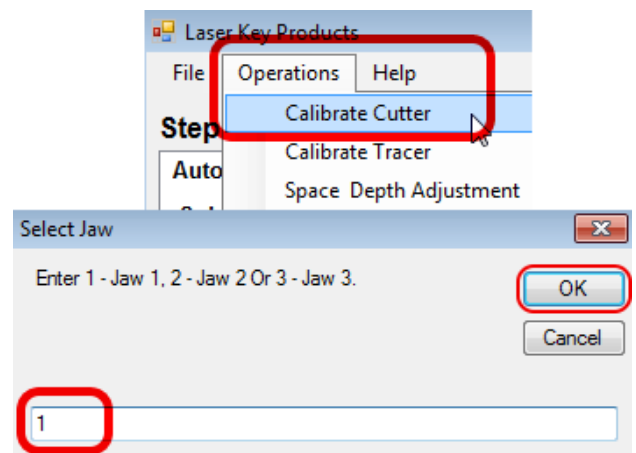 Laser Key Products
File Operations Help
Calibrate Cutter
Step
Calibrate Tracer
Auto
Space Depth Adjustment
Select Jaw
Enter 1 - Jaw 1, 2 - Jaw 2 Or 3 - Jaw 3.
OK
Cancel
1